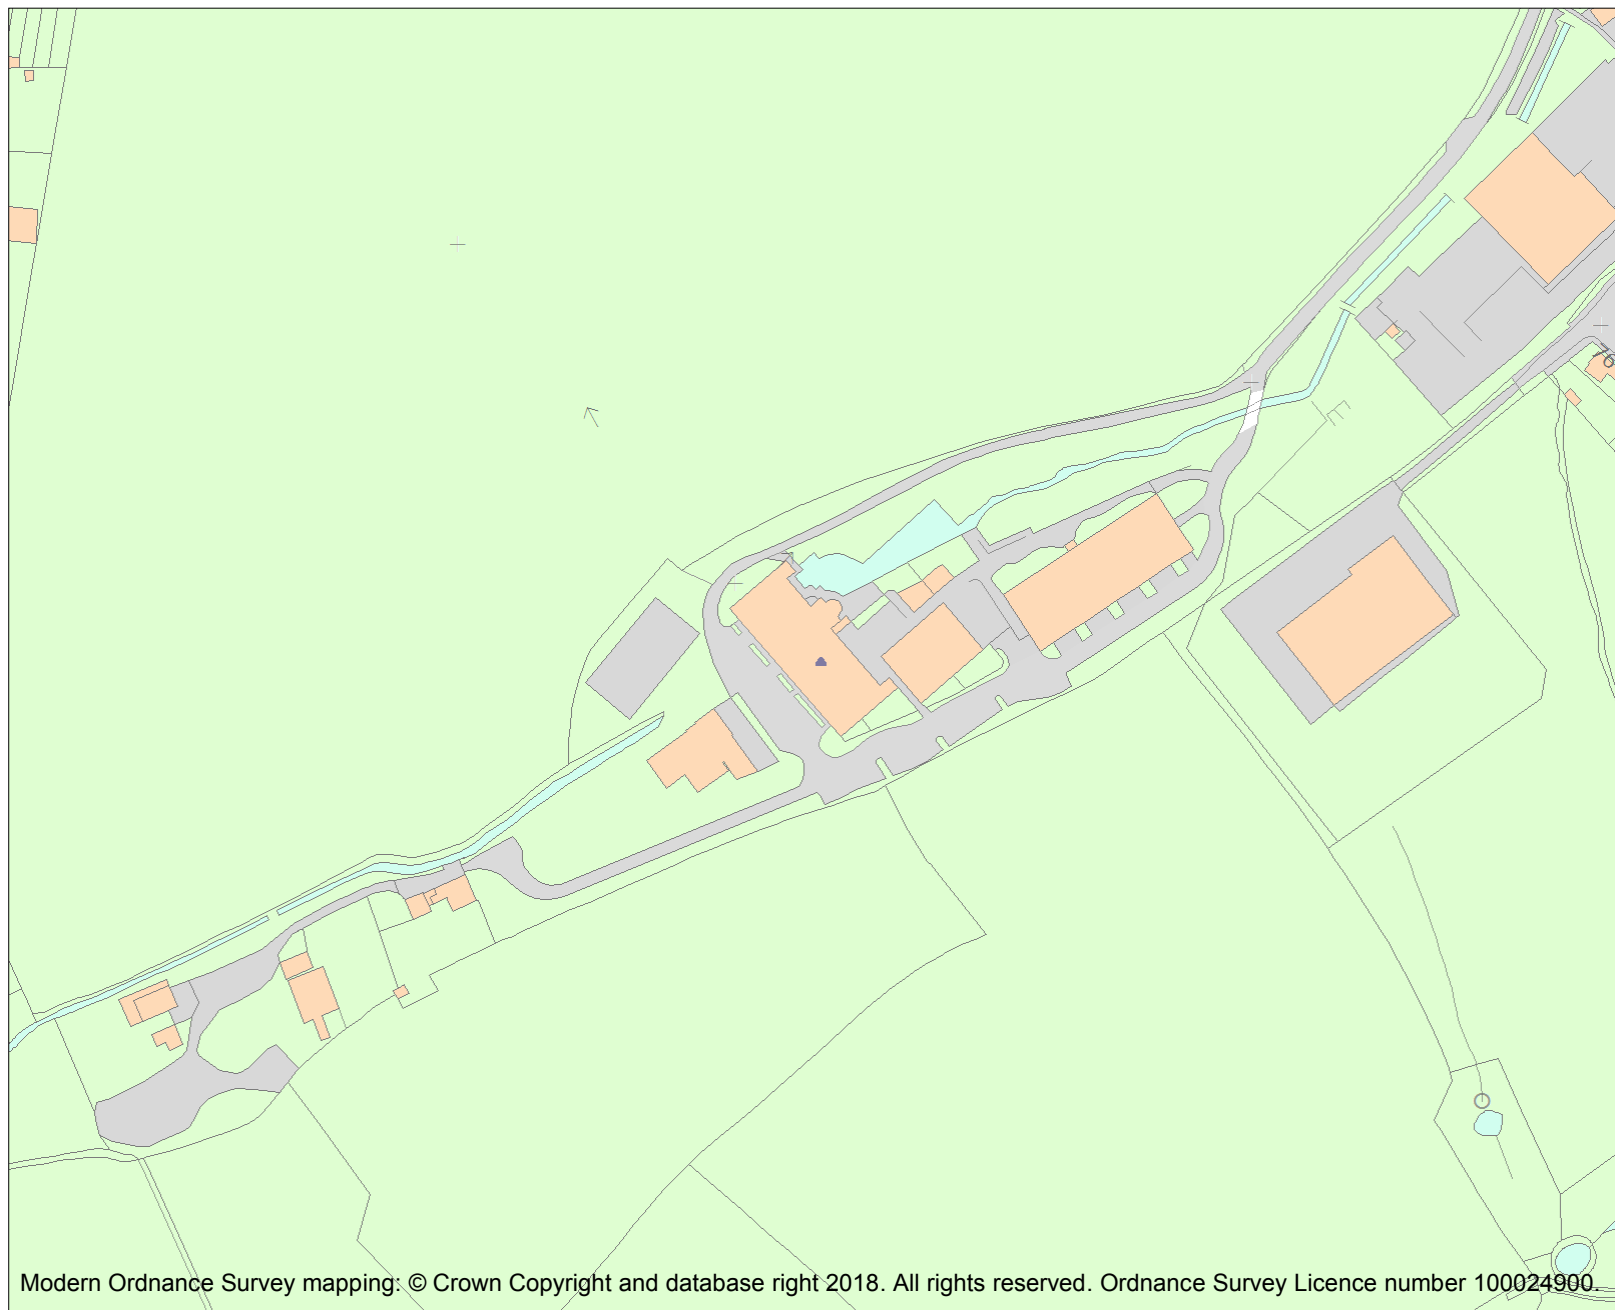 Modern Ordnance Survey mapping: © Crown Copyright and database right 2018. All rights reserved. Ordnance Survey Licence number 100024900.